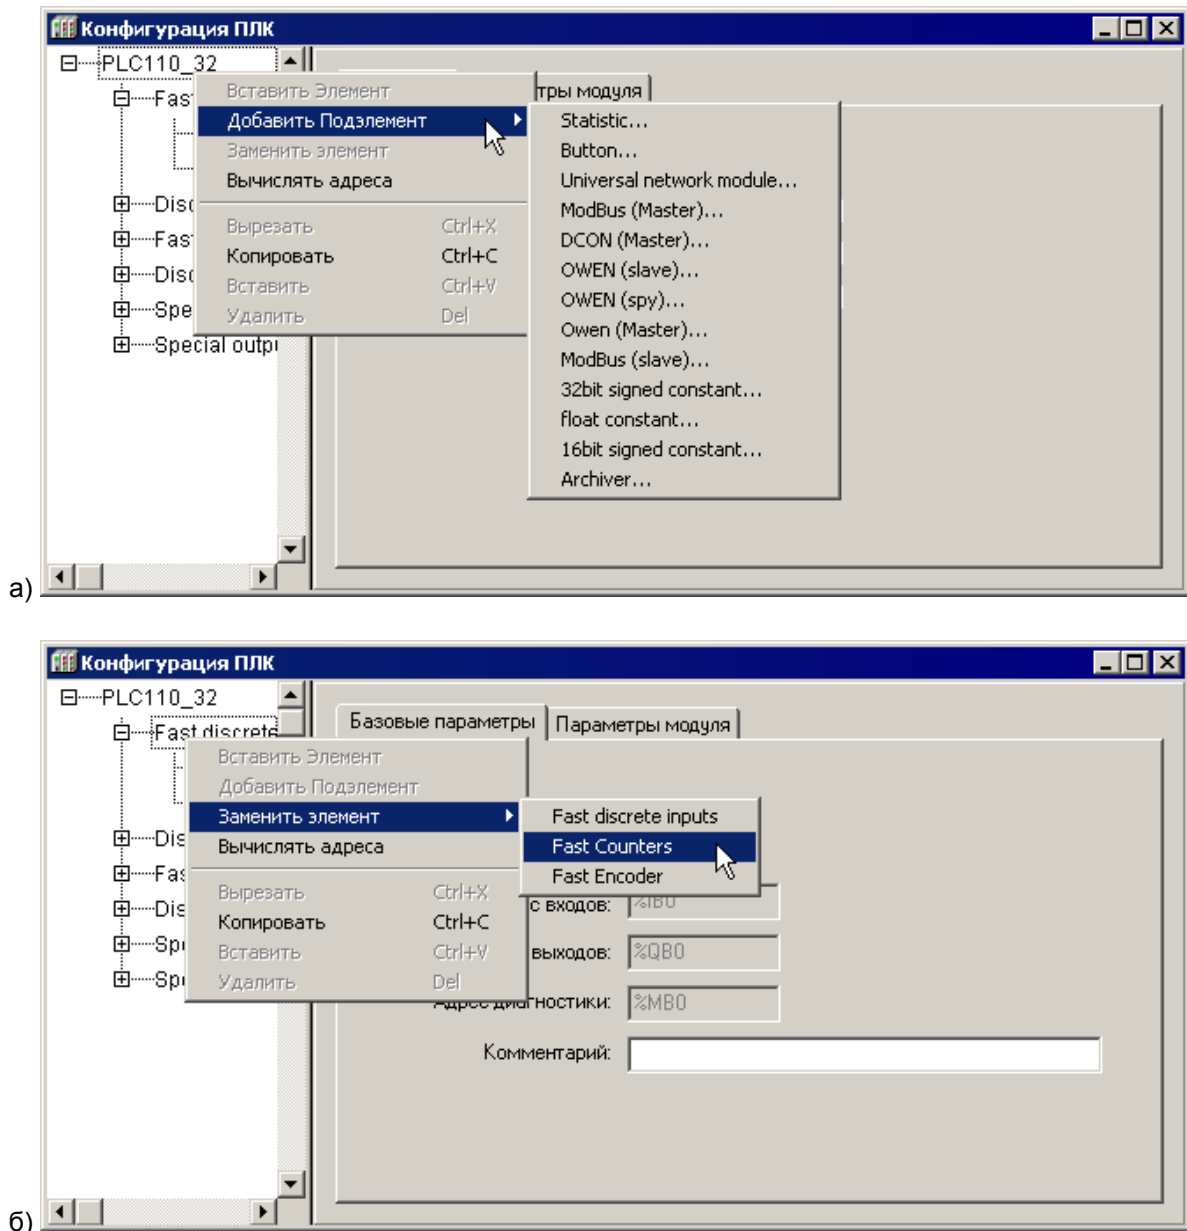 Конфигурация ПЛК
PLC110_32
тры модуля
Fas
Disc
Fas
Disc
Spe
Special outp
Вставить Элемент
Добавить Подэлемент
Заменить элемент
Вычислять адреса
Вырезать Ctrl+X
Копировать Ctrl+C
Вставить Ctrl+V
Удалить Del
Statistic...
Button...
Universal network module...
ModBus (Master)...
DCON (Master)...
OWEN (slave)...
OWEN (spy)...
Owen (Master)...
ModBus (slave)...
32bit signed constant...
float constant...
16bit signed constant...
Archiver...
а)
Конфигурация ПЛК
PLC110_32
Fast discrete
Dis
Fas
Dis
Sp
Sp
Базовые параметры Параметры модуля
Вставить Элемент
Добавить Подэлемент
Заменить элемент
Вычислять адреса
Вырезать Ctrl+X
Копировать Ctrl+C
Вставить Ctrl+V
Удалить Del
Fast discrete inputs
Fast Counters
Fast Encoder
с входов: %IB0
выходов: %QB0
Адрес диагностики: %MB0
Комментарий:
б)